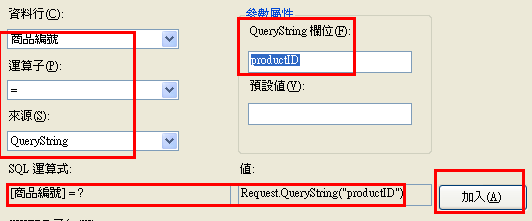 資料行(C):
商品編號
運算子(P):
=
來源(S):
QueryString
參數屬性
QueryString 欄位(F):
productID
預設值(V):
SQL 運算式:
[商品編號] = ?
值:
Request.QueryString("productID")
加入(A)